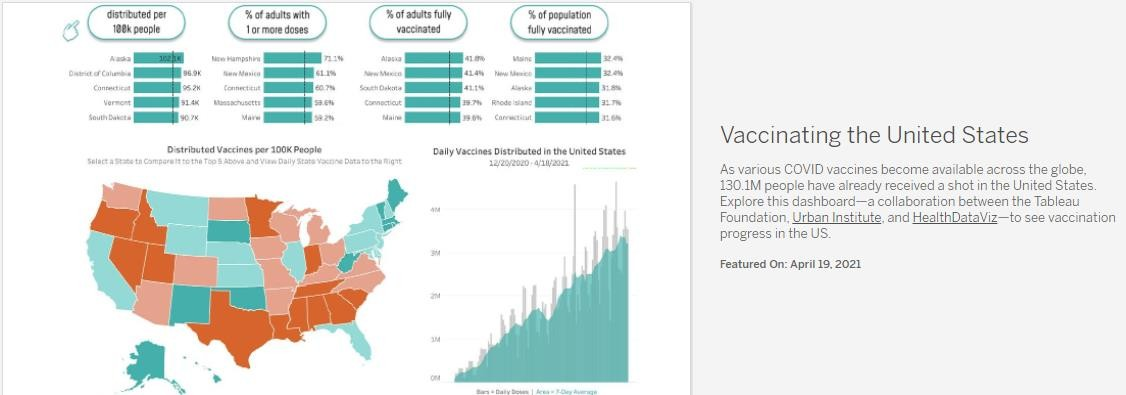 distributed per
100k people
% of adults with
1 or more doses
% of adults fully
vaccinated
% of population
fully vaccinated
Alaska 102.1K
District of Columbia 96.9K
Connecticut 95.2K
Vermont 91.4K
South Dakota 90.7K
New Hampshire 71.1%
New Mexico 61.1%
Connecticut 60.7%
Massachusetts 59.6%
Maine 59.2%
Alaska 41.8%
New Mexico 41.4%
South Dakota 41.1%
Connecticut 39.7%
Maine 39.6%
Maine 32.4%
New Mexico 32.4%
Alaska 31.8%
Rhode Island 31.7%
Connecticut 31.6%
Distributed Vaccines per 100K People
Select a State to Compare It to the Top 5 Above and View Daily State Vaccine Data to the Right
Daily Vaccines Distributed in the United States
12/20/2020 - 4/18/2021
4M
3M
2M
1M
0M
Bars = Daily Doses | Area = 7-Day Average
Vaccinating the United States
As various COVID vaccines become available across the globe,
130.1M people have already received a shot in the United States.
Explore this dashboard—a collaboration between the Tableau
Foundation, Urban Institute, and HealthDataViz—to see vaccination
progress in the US.
Featured On: April 19, 2021